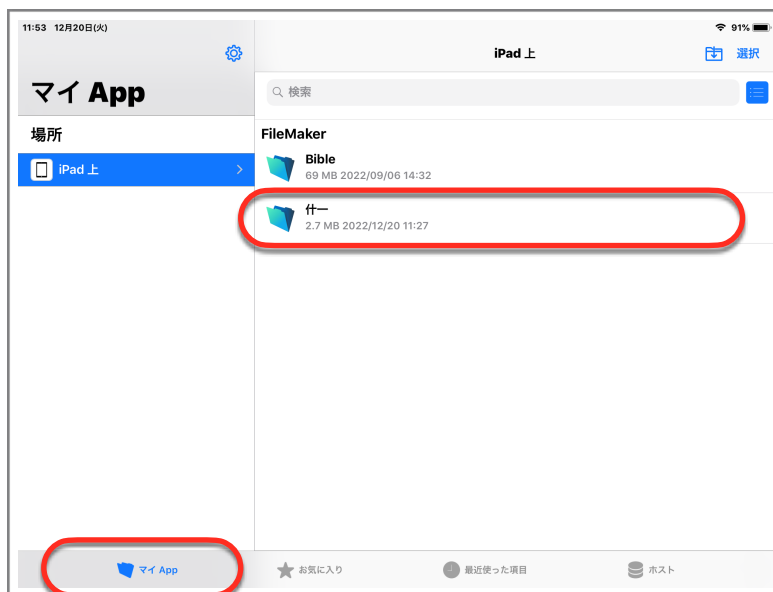 11:53 12月20日(火)
91%
iPad 上
選択
マイ App
検索
場所
iPad 上
FileMaker
Bible
69 MB 2022/09/06 14:32
什一
2.7 MB 2022/12/20 11:27
マイ App
お気に入り
最近使った項目
ホスト